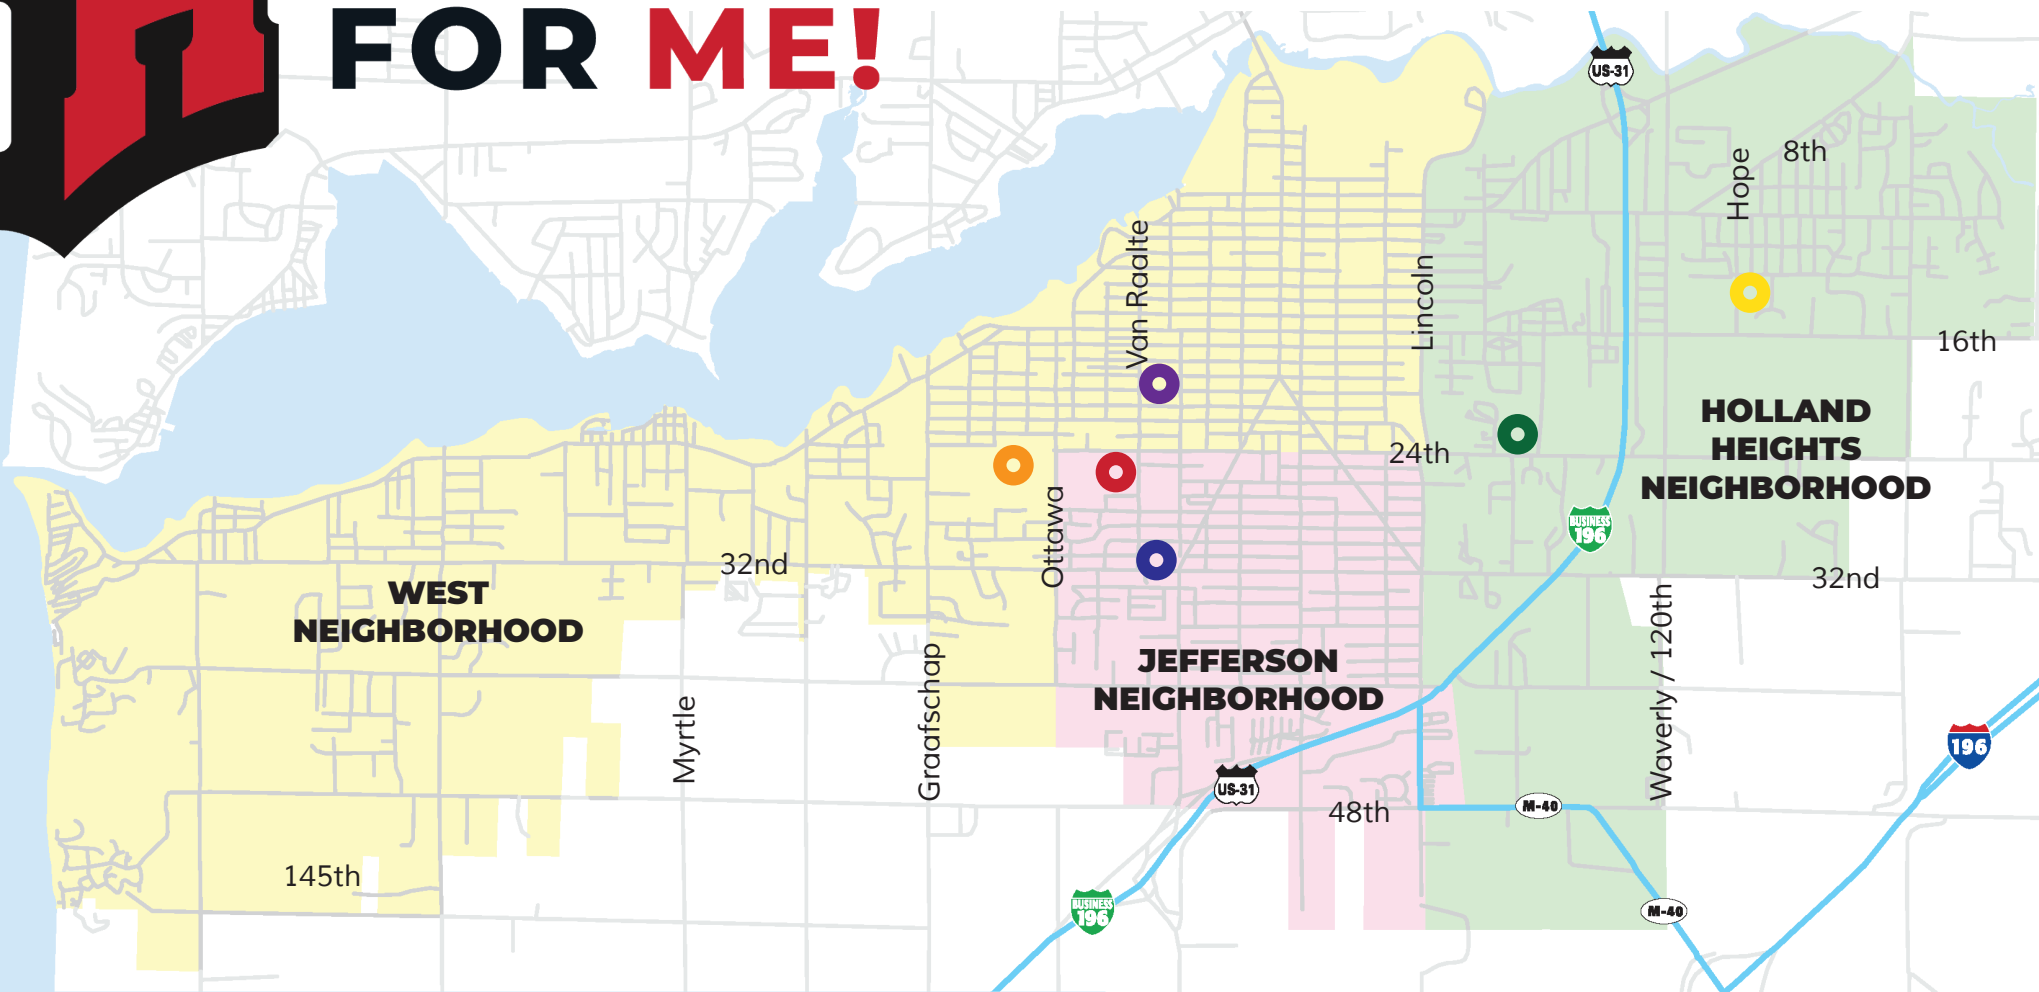 FOR ME!
US-31
8th
Hope
Van Raalte
Lincoln
16th
HOLLAND
HEIGHTS
NEIGHBORHOOD
24th
Ottawa
BUSINESS
196
32nd
32nd
WEST
NEIGHBORHOOD
Waverly / 120th
JEFFERSON
NEIGHBORHOOD
Graafschap
Myrtle
196
US-31
M-40
48th
145th
BUSINESS
196
M-40